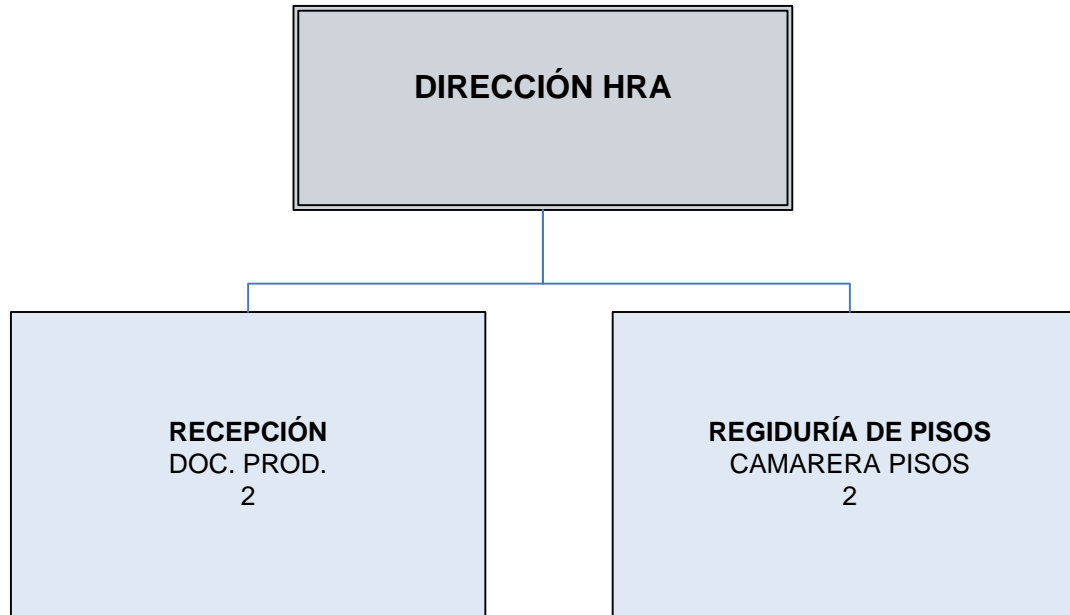 DIRECCIÓN HRA
RECEPCIÓN
DOC. PROD.
2
REGIDURÍA DE PISOS
CAMARERA PISOS
2